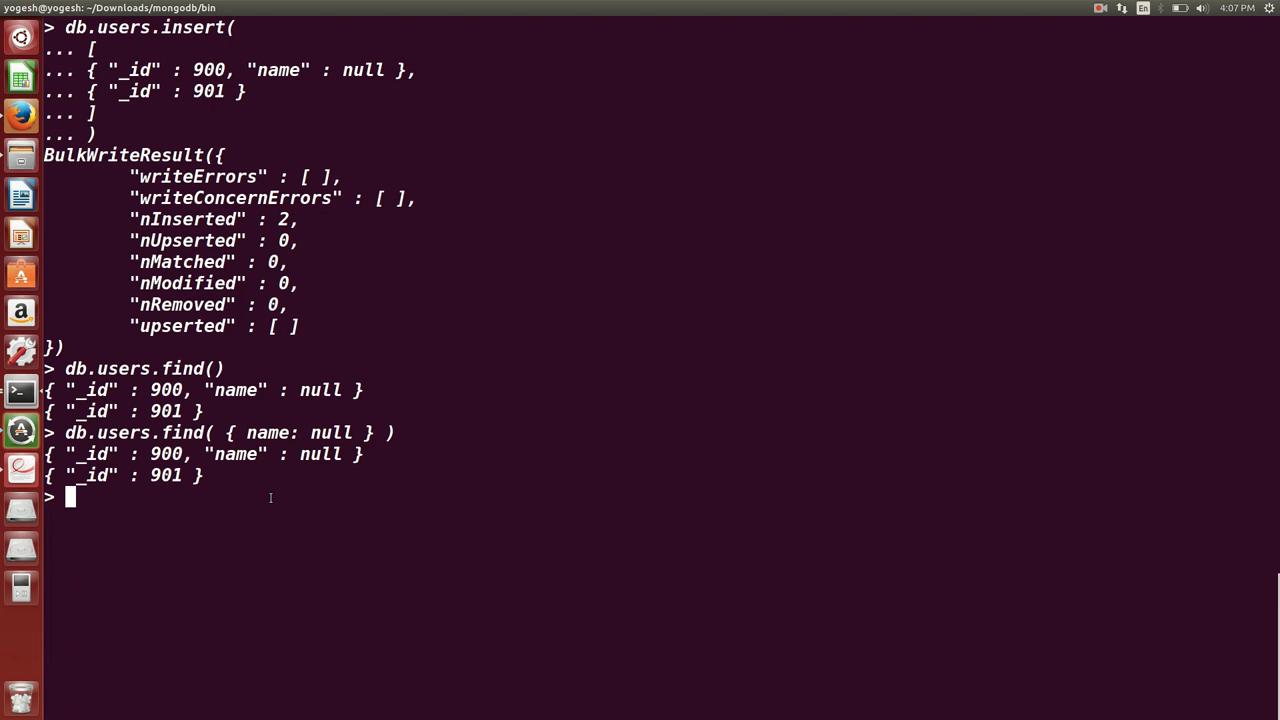 yogesh@yogesh: ~/Downloads/mongodb/bin
En
4:07 PM
> db.users.insert(
... [
... { "_id" : 900, "name" : null },
... { "_id" : 901 }
... ]
... )
BulkWriteResult({
"writeErrors" : [ ],
"writeConcernErrors" : [ ],
"nInserted" : 2,
"nUpserted" : 0,
"nMatched" : 0,
"nModified" : 0,
"nRemoved" : 0,
"upserted" : [ ]
})
> db.users.find()
{ "_id" : 900, "name" : null }
{ "_id" : 901 }
> db.users.find( { name: null } )
{ "_id" : 900, "name" : null }
{ "_id" : 901 }
>